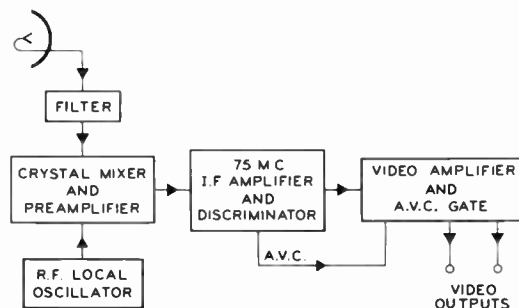 FILTER
CRYSTAL MIXER
AND
PREAMPLIFIER
R.F. LOCAL
OSCILLATOR
75 M C
I.F AMPLIFIER
AND
DISCRIMINATOR
A.V.C.
VIDEO AMPLIFIER
AND
A.V.C. GATE
VIDEO
OUTPUTS